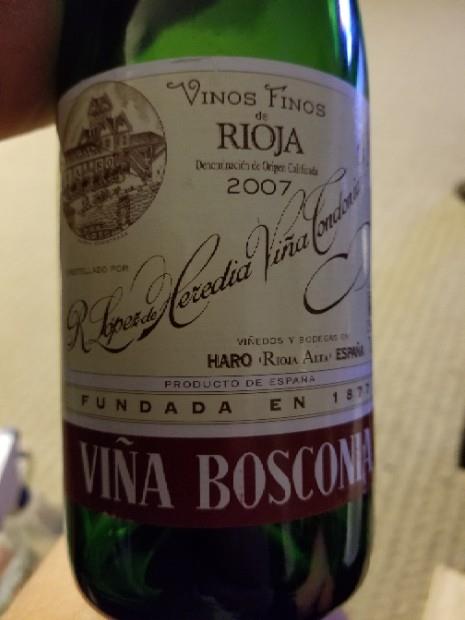 VINOS FINOS
de
RIOJA
Denominación de Origen Calificada
2007
POR
R. López de Heredia Viña Tondonia
VIÑEDOS Y BODEGAS EN
HARO (RIOJA ALTA) ESPAÑA
PRODUCTO DE ESPAÑA
FUNDADA EN 1877
VIÑA BOSCONIA